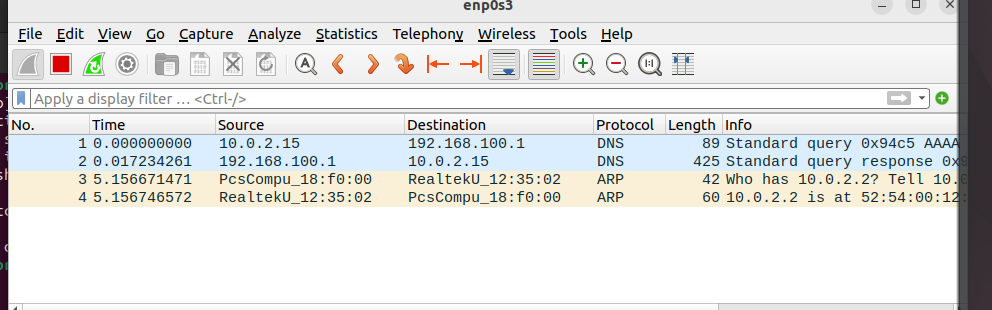 enp0s3
File Edit View Go Capture Analyze Statistics Telephony Wireless Tools Help
Apply a display filter … <Ctrl-/>
No. Time Source Destination Protocol Length Info
1 0.000000000 10.0.2.15 192.168.100.1 DNS 89 Standard query 0x94c5 AAAA
2 0.017234261 192.168.100.1 10.0.2.15 DNS 425 Standard query response
3 5.156671471 PcsCompu_18:f0:00 RealtekU_12:35:02 ARP 42 Who has 10.0.2.2? Tell
4 5.156746572 RealtekU_12:35:02 PcsCompu_18:f0:00 ARP 60 10.0.2.2 is at 52:54:00:12: